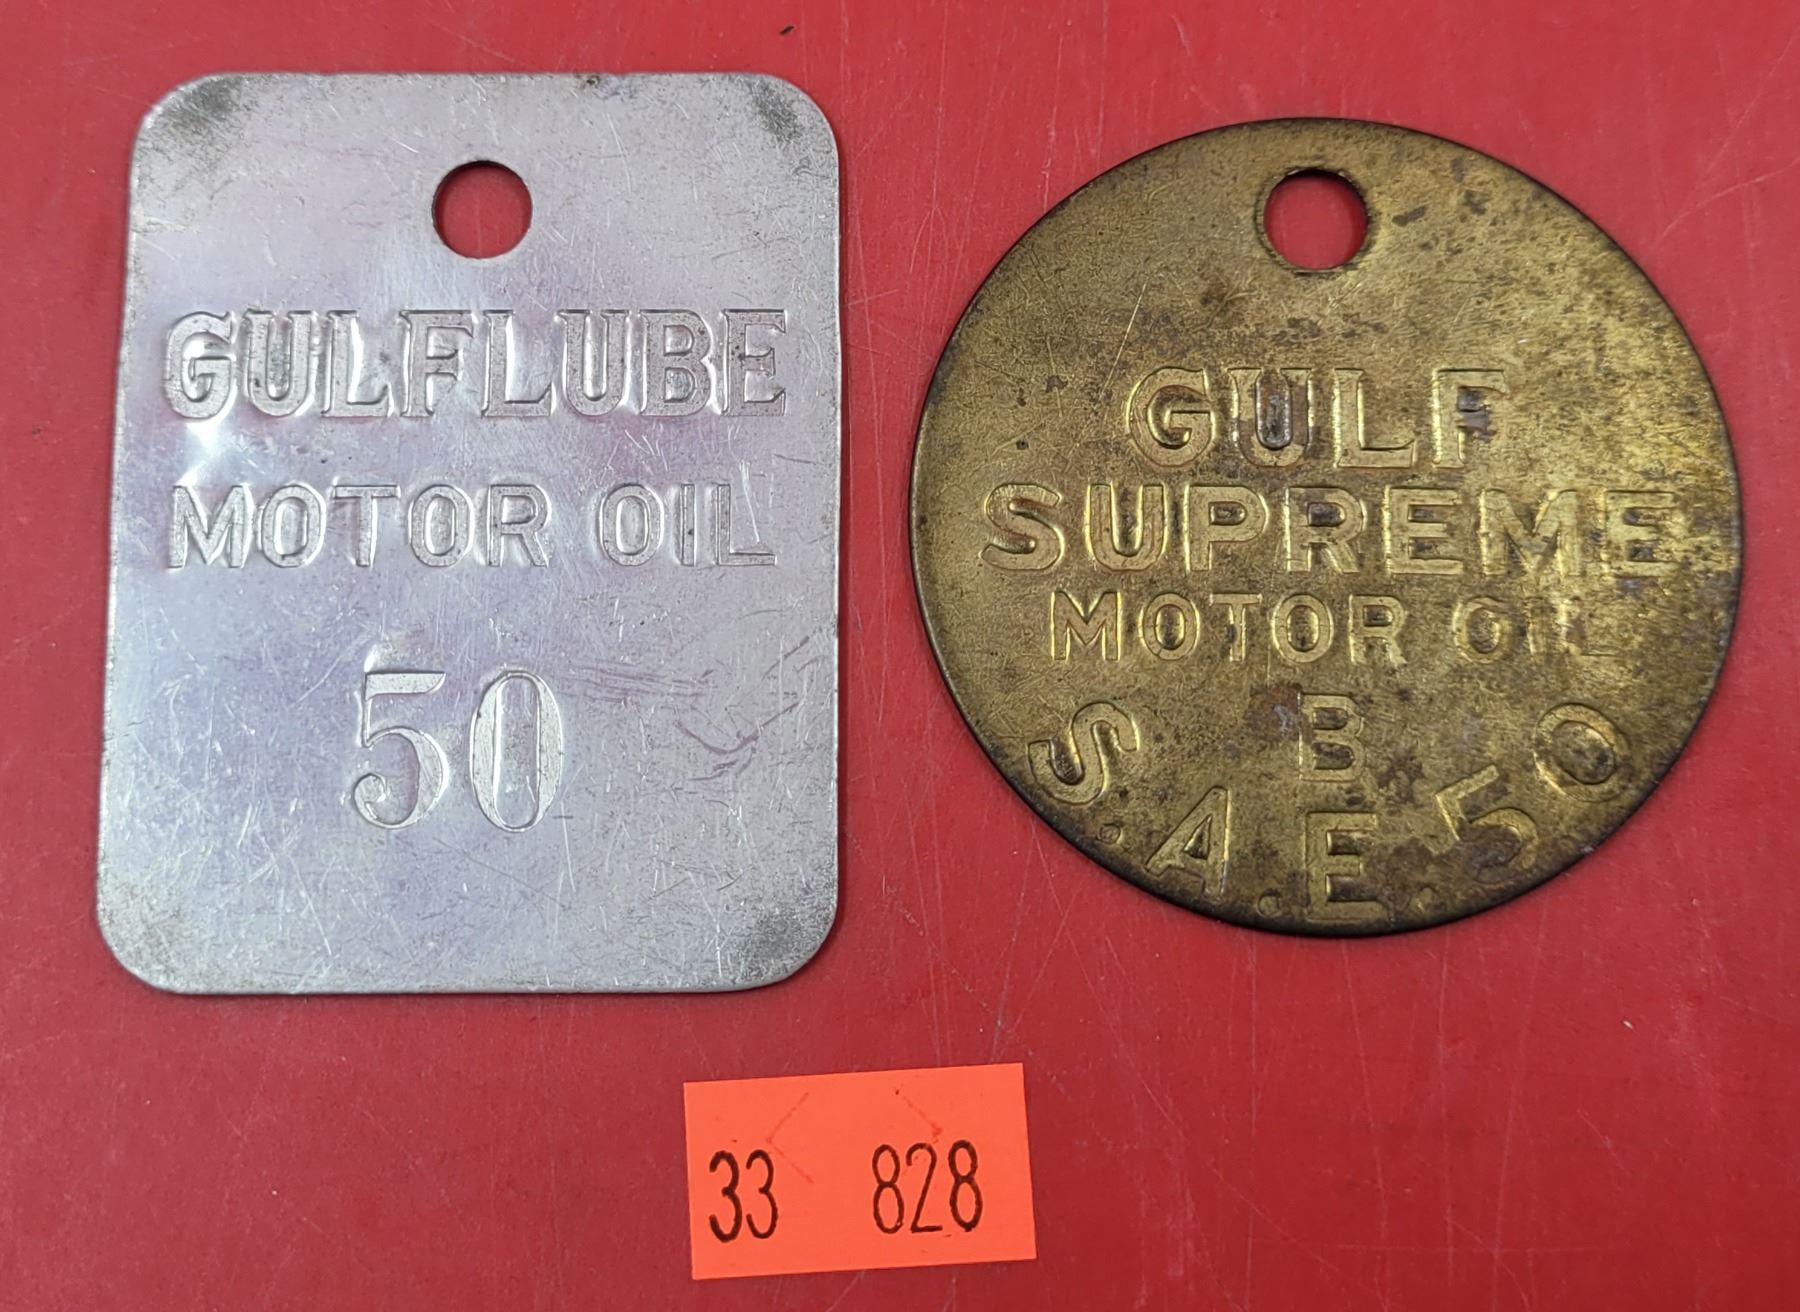 GULFLUBE
MOTOR OIL
50
GULF
SUPREME
MOTOR OIL
B
S.A.E.50
33 828